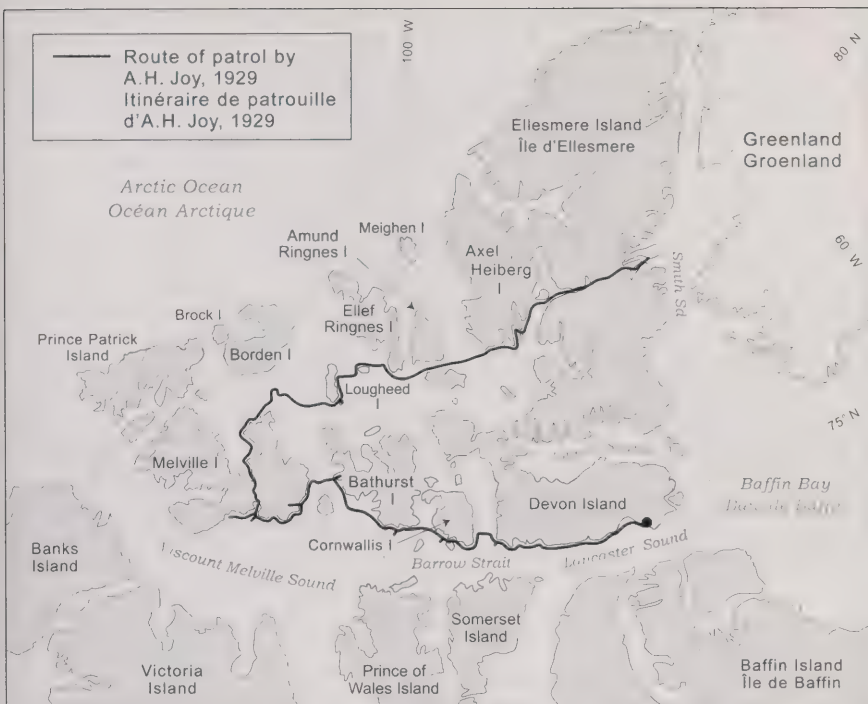 Route of patrol by
A.H. Joy, 1929
Itinéraire de patrouille
d'A.H. Joy, 1929
100 W
80 N
Ellesmere Island
Île d'Ellesmere
Greenland
Groenland
Arctic Ocean
Océan Arctique
Meighen I
Amund
Ringnes I
Axel
Heiberg
I
Smith Sd
60 W
Ellef
Ringnes I
Brock I
Prince Patrick
Island
Borden I
Lougheed
I
75°N
Melville I
Bathurst
I
Devon Island
Baffin Bay
Banks
Island
Viscount Melville Sound
Cornwallis I
Barrow Strait
Lancaster Sound
Somerset
Island
Victoria
Island
Prince of
Wales Island
Baffin Island
Île de Baffin